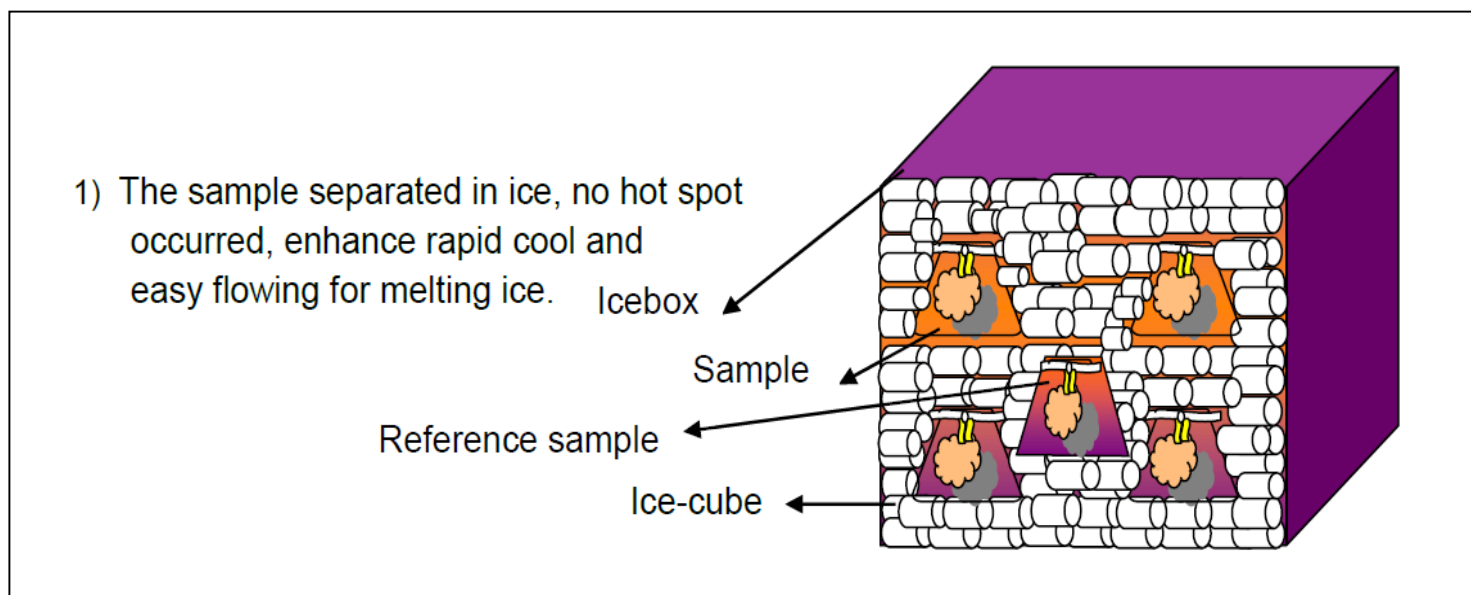 1) The sample separated in ice, no hot spot
occurred, enhance rapid cool and
easy flowing for melting ice.
Icebox
Sample
Reference sample
Ice-cube